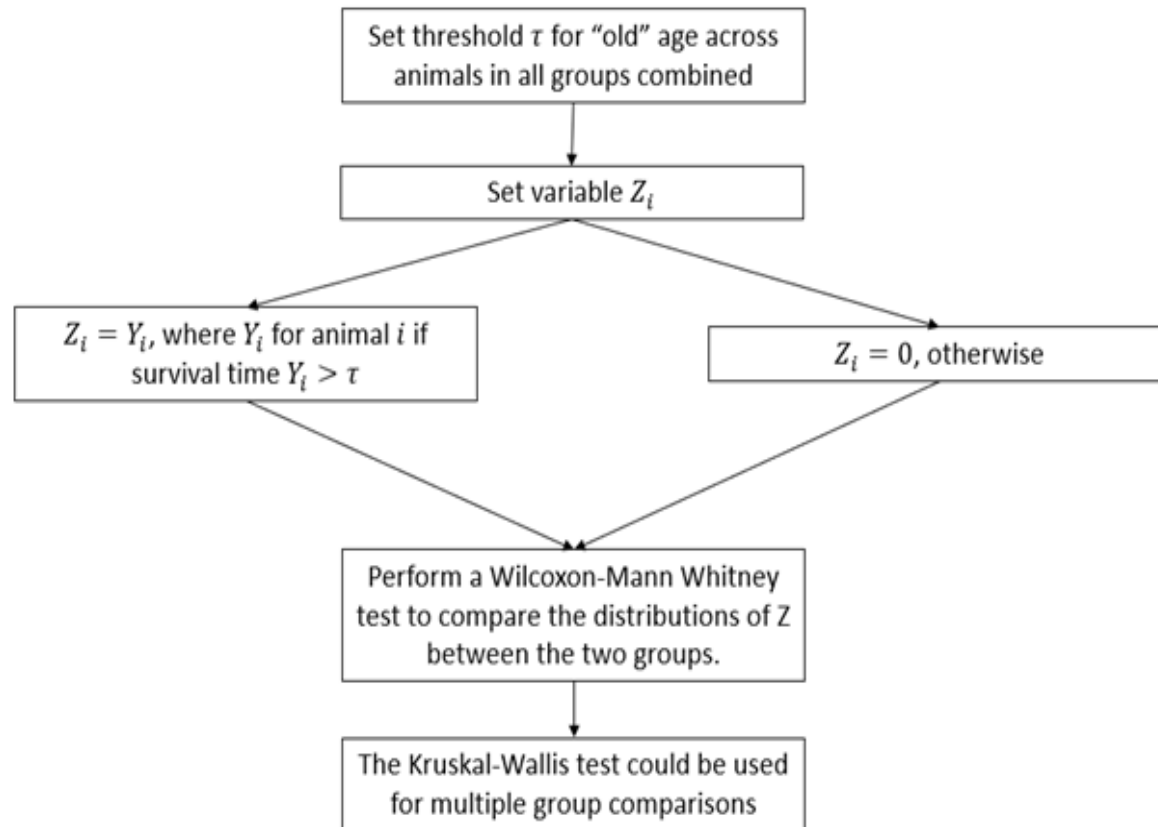 Set threshold τ for “old” age across
animals in all groups combined
Set variable Z_i
Z_i = Y_i, where Y_i for animal i if
survival time Y_i > τ
Z_i = 0, otherwise
Perform a Wilcoxon-Mann Whitney
test to compare the distributions of Z
between the two groups.
The Kruskal-Wallis test could be used
for multiple group comparisons